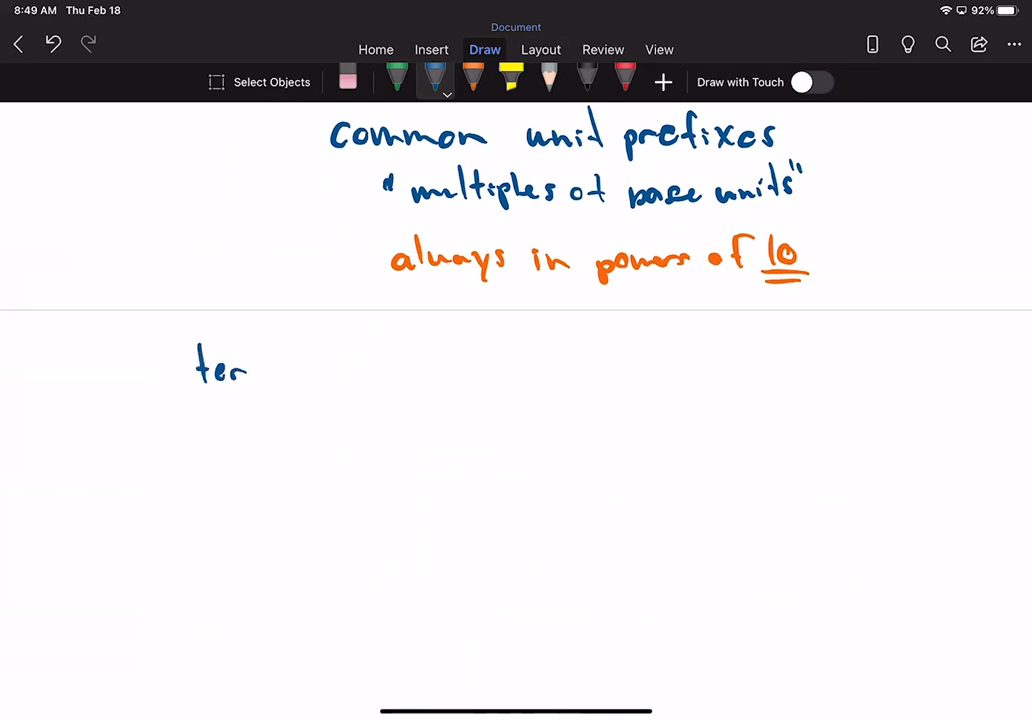 8:49 AM Thu Feb 18 92%
Document
Home Insert Draw Layout Review View
Select Objects Draw with Touch
common unit prefixes
"multiples of base units"
always in powers of 10
ter